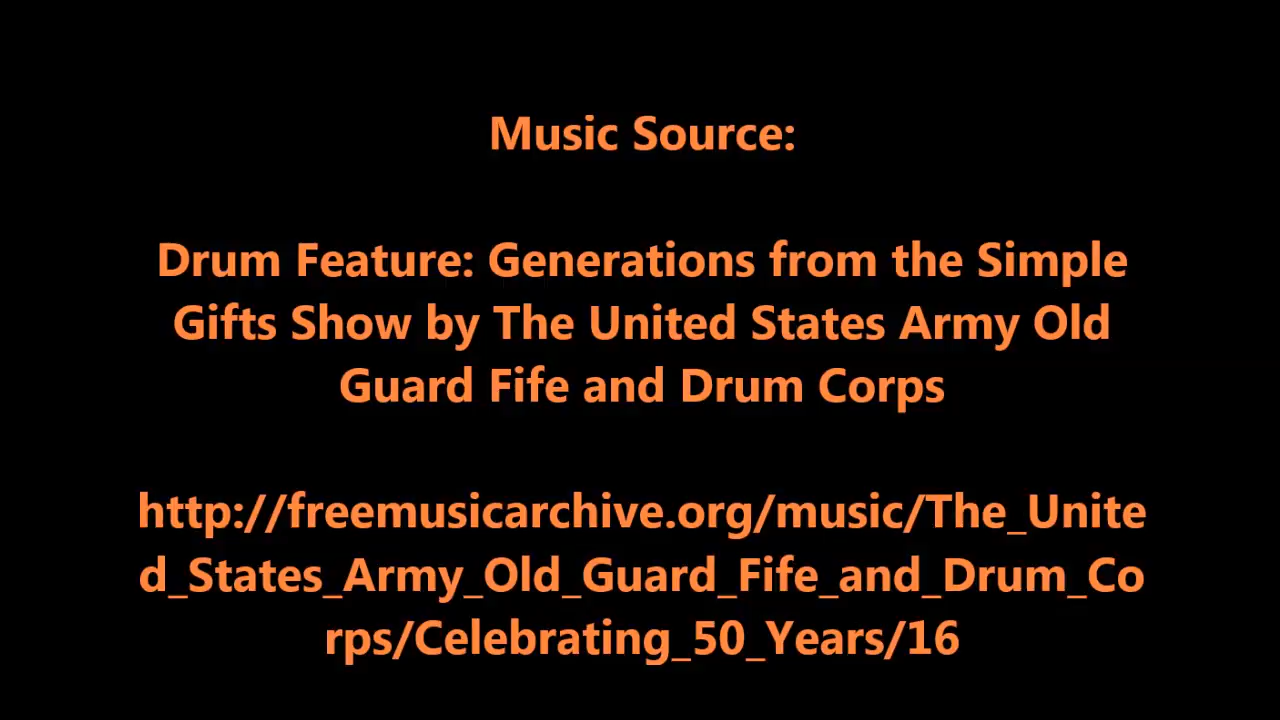 Music Source:
Drum Feature: Generations from the Simple
Gifts Show by The United States Army Old
Guard Fife and Drum Corps
http://freemusicarchive.org/music/The_Unite
d_States_Army_Old_Guard_Fife_and_Drum_Co
rps/Celebrating_50_Years/16